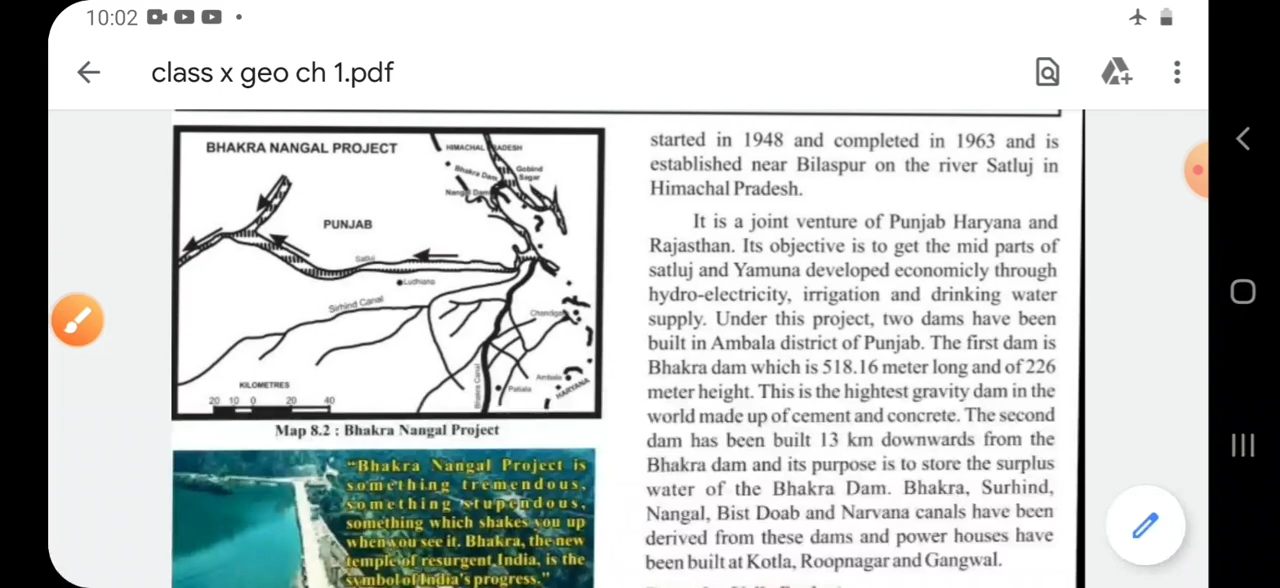 10:02
class x geo ch 1.pdf
BHAKRA NANGAL PROJECT
HIMACHAL PRADESH
Bhakra Dam
Gobind
Sagar
Nangal Dam
PUNJAB
Satluj
Ludhiana
Sirhind Canal
Chandigarh
Bhakra Canal
Patiala
Ambala
HARYANA
KILOMETRES
20 10 0 20 40
Map 8.2 : Bhakra Nangal Project
"Bhakra Nangal Project is
something tremendous,
something stupendous,
something which shakes you up
when you see it. Bhakra, the new
temple of resurgent India, is the
symbol of India's progress."
started in 1948 and completed in 1963 and is
established near Bilaspur on the river Satluj in
Himachal Pradesh.
It is a joint venture of Punjab Haryana and
Rajasthan. Its objective is to get the mid parts of
satluj and Yamuna developed economicly through
hydro-electricity, irrigation and drinking water
supply. Under this project, two dams have been
built in Ambala district of Punjab. The first dam is
Bhakra dam which is 518.16 meter long and of 226
meter height. This is the highest gravity dam in the
world made up of cement and concrete. The second
dam has been built 13 km downwards from the
Bhakra dam and its purpose is to store the surplus
water of the Bhakra Dam. Bhakra, Surhind,
Nangal, Bist Doab and Narvana canals have been
derived from these dams and power houses have
been built at Kotla, Roopnagar and Gangwal.